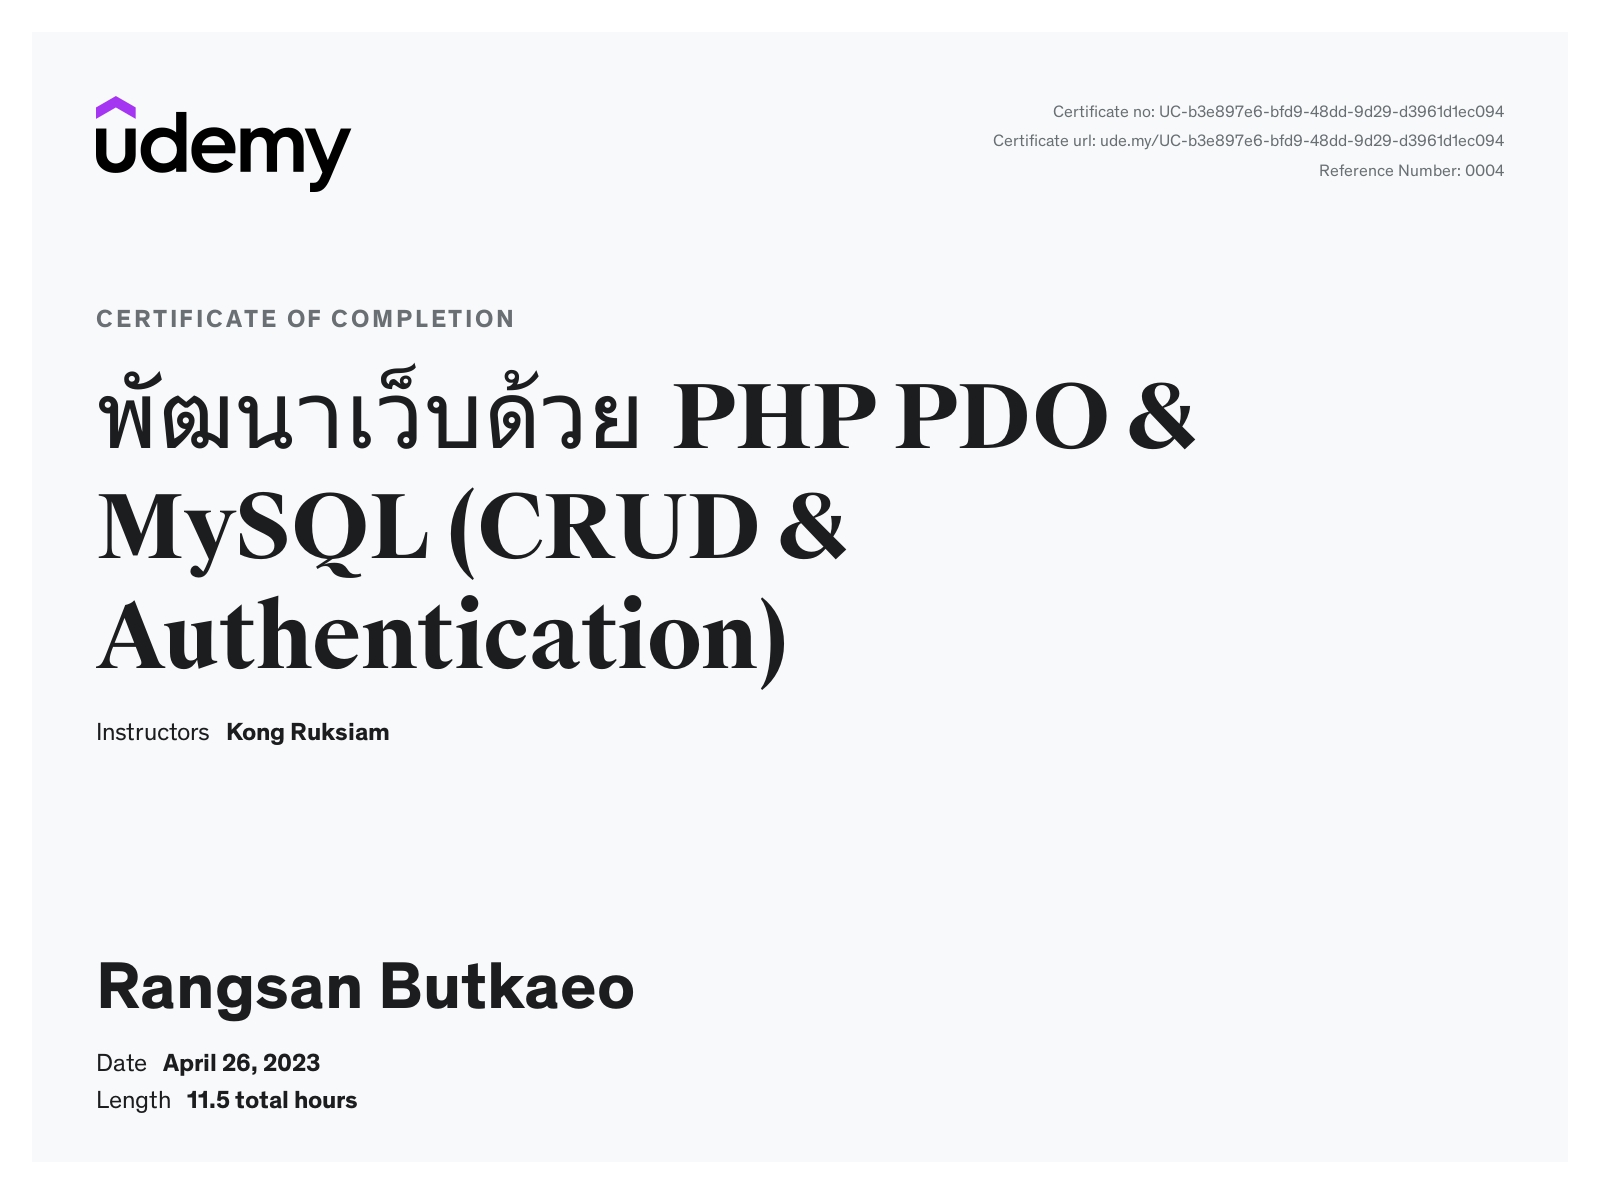 udemy
Certificate no: UC-b3e897e6-bfd9-48dd-9d29-d3961d1ec094
Certificate url: ude.my/UC-b3e897e6-bfd9-48dd-9d29-d3961d1ec094
Reference Number: 0004
CERTIFICATE OF COMPLETION
พัฒนาเว็บด้วย PHP PDO &
MySQL (CRUD &
Authentication)
Instructors Kong Ruksiam
Rangsan Butkaeo
Date April 26, 2023
Length 11.5 total hours